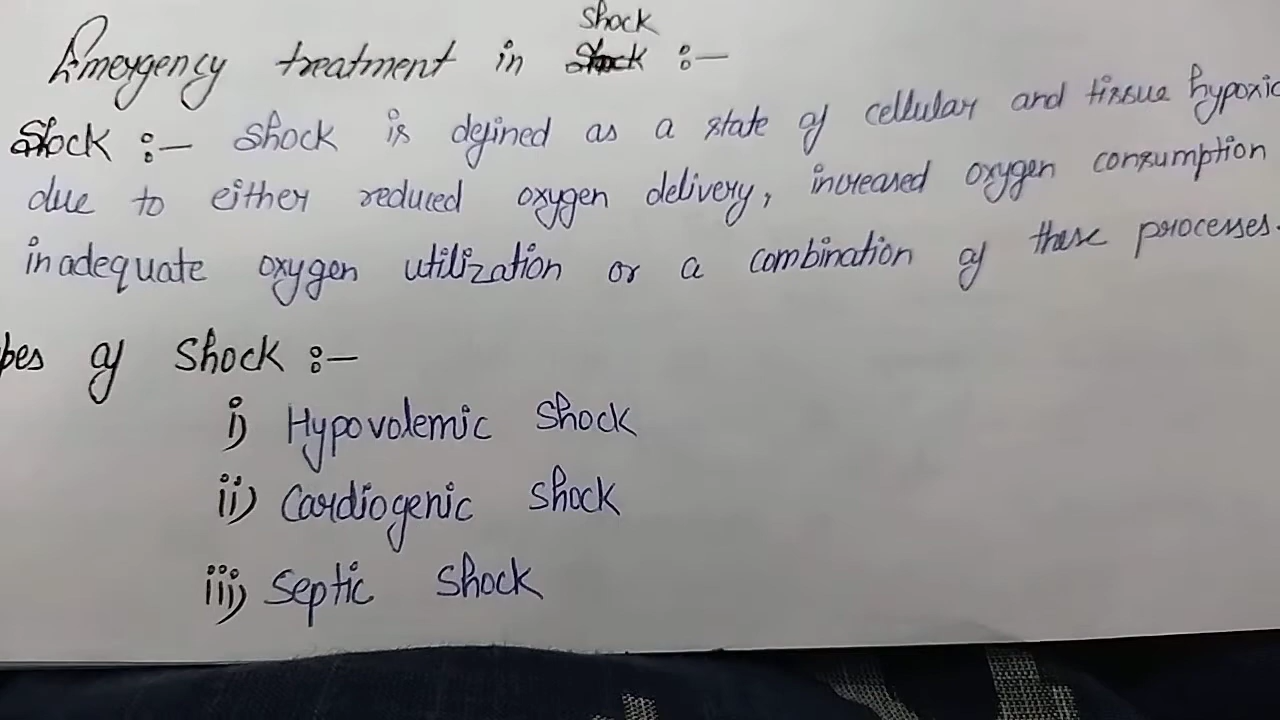 Shock
Emergency treatment in Shock :-
Shock :- Shock is defined as a state of cellular and tissue hypoxic
due to either reduced oxygen delivery, increased oxygen consumption
inadequate oxygen utilization or a combination of these processes.
pes of Shock :-
i) Hypovolemic Shock
ii) Cardiogenic Shock
iii) Septic Shock